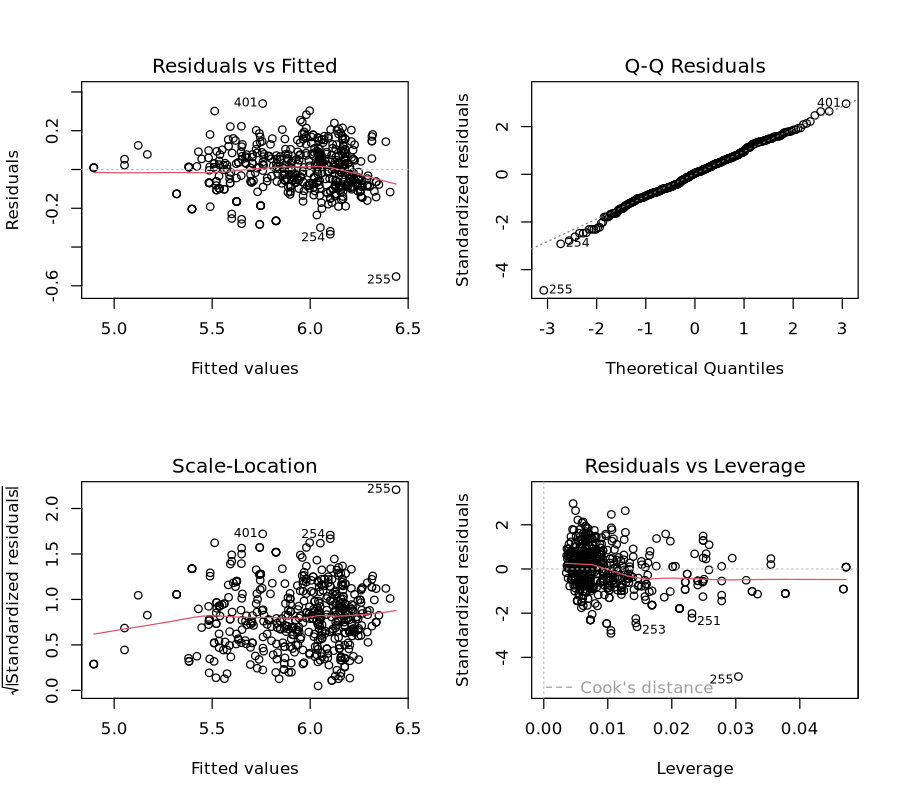 Residuals vs Fitted
Residuals
0.2
-0.2
-0.6
401
254
255
5.0 5.5 6.0 6.5
Fitted values
Q-Q Residuals
Standardized residuals
2
0
-2
-4
401
254
255
-3 -2 -1 0 1 2 3
Theoretical Quantiles
Scale-Location
√|Standardized residuals|
2.0
1.5
1.0
0.5
0.0
255
401
254
5.0 5.5 6.0 6.5
Fitted values
Residuals vs Leverage
Standardized residuals
2
0
-2
-4
253
251
255
Cook's distance
0.00 0.01 0.02 0.03 0.04
Leverage